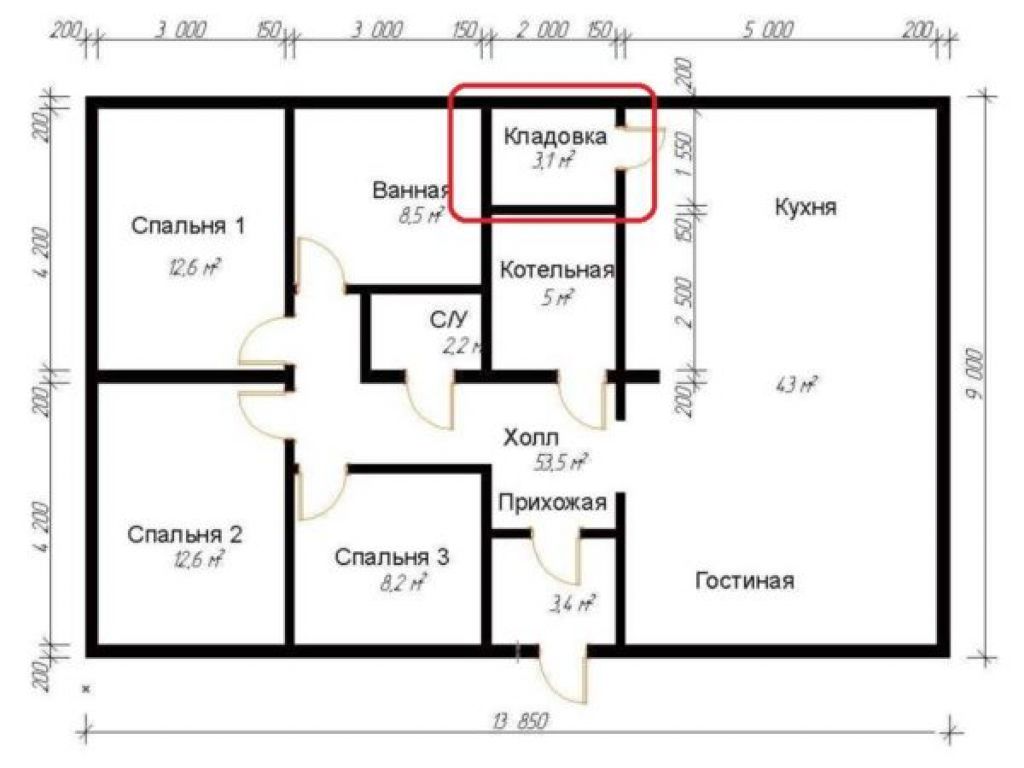 200 3 000 150 3 000 150 2 000 150 5 000 200
200
200
Кладовка
3,1 м²
1 550
Ванная
8,5 м²
Кухня
Спальня 1
12,6 м²
150
4 200
Котельная
5 м²
2 500
С/У
2,2 м
200
200
43 м²
9 000
Холл
53,5 м²
Прихожая
4 200
Спальня 2
12,6 м²
Спальня 3
8,2 м²
Гостиная
3,4 м²
200
x
13 850